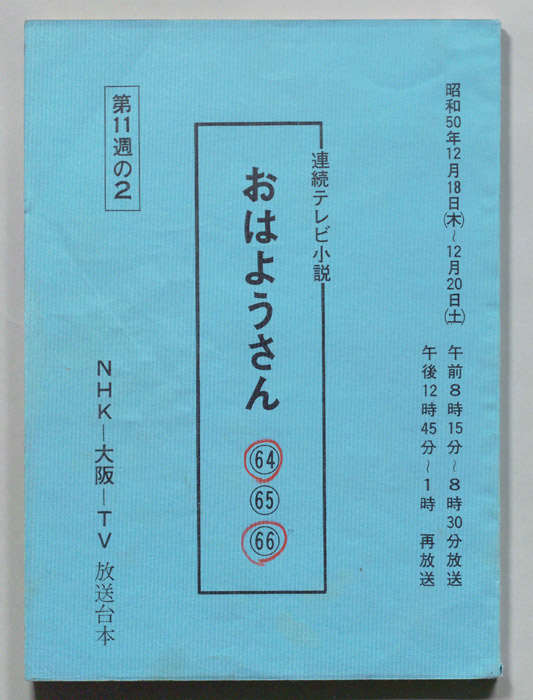 昭和50年12月18日(木)~12月20日(土)
午前8時15分~8時30分放送
午後12時45分~1時 再放送
連続テレビ小説
おはようさん
64
65
66
第11週の2
NHK―大阪―TV 放送台本